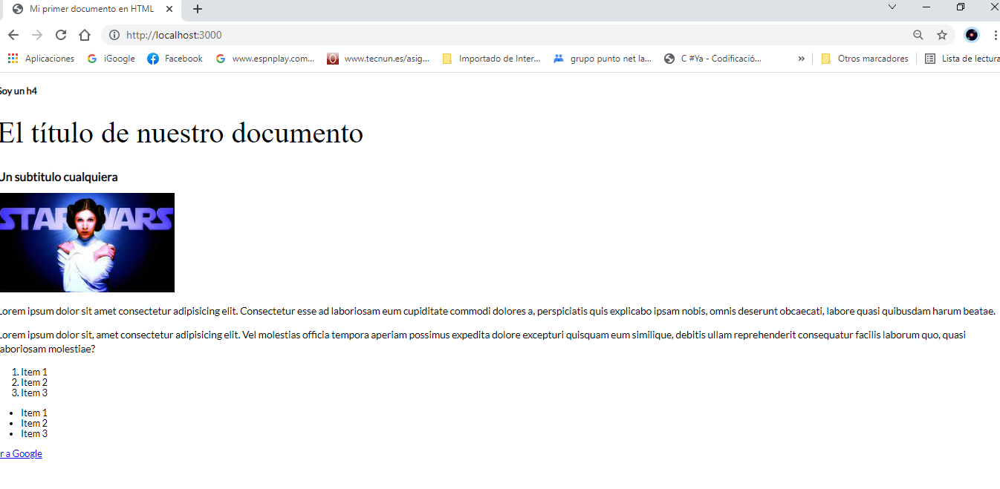 Mi primer documento en HTML
http://localhost:3000
Aplicaciones iGoogle Facebook www.espnplay.com... www.tecnun.es/asig... Importado de Inter... grupo punto net la... C #Ya - Codificació... » Otros marcadores Lista de lectura
Soy un h4
El título de nuestro documento
Un subtitulo cualquiera
STAR WARS
Lorem ipsum dolor sit amet consectetur adipisicing elit. Consectetur esse ad laboriosam eum cupiditate commodi dolores a, perspiciatis quis explicabo ipsam nobis, omnis deserunt obcaecati, labore quasi quibusdam harum beatae.
Lorem ipsum dolor sit, amet consectetur adipisicing elit. Vel molestias officia tempora aperiam possimus expedita dolore excepturi quisquam eum similique, debitis ullam reprehenderit consequatur facilis laborum quo, quasi
laboriosam molestiae?
1. Item 1
2. Item 2
3. Item 3
• Item 1
• Item 2
• Item 3
r a Google